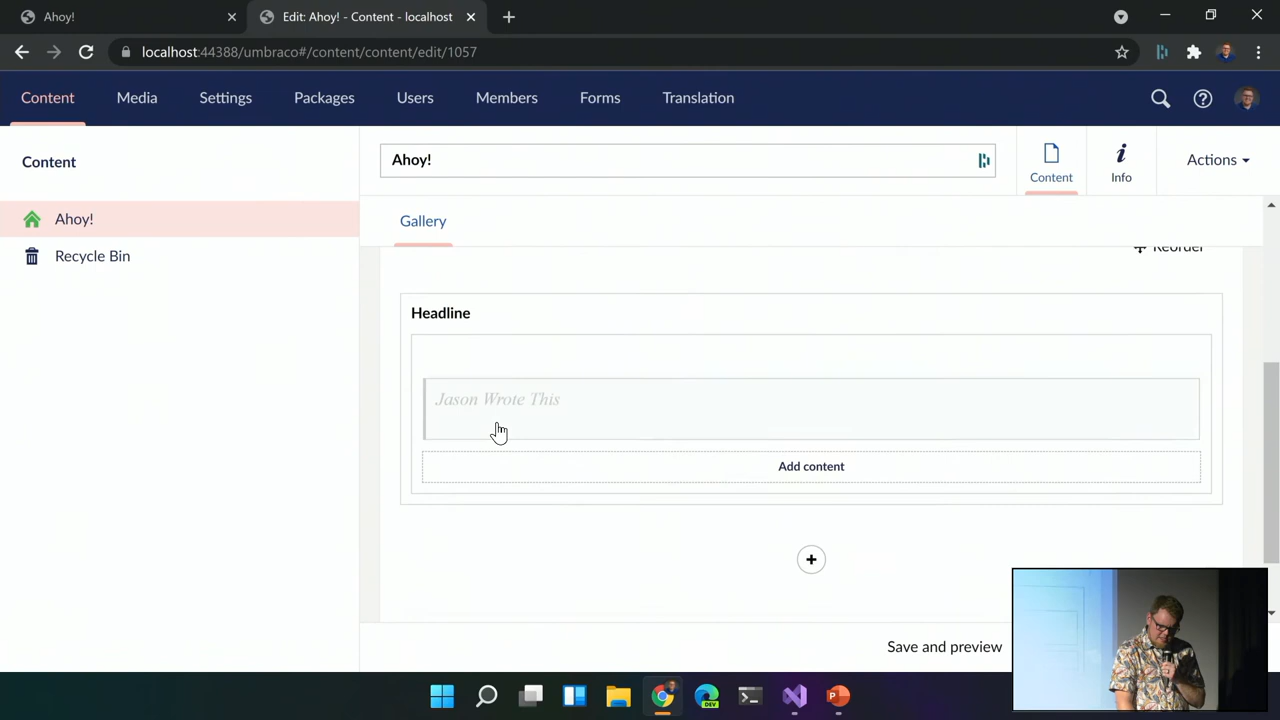 Ahoy!
Edit: Ahoy! - Content - localhost
localhost:44388/umbraco#/content/content/edit/1057
Content
Media
Settings
Packages
Users
Members
Forms
Translation
Content
Ahoy!
Content
Info
Actions
Ahoy!
Recycle Bin
Gallery
Reorder
Headline
Jason Wrote This
Add content
Save and preview
DEV